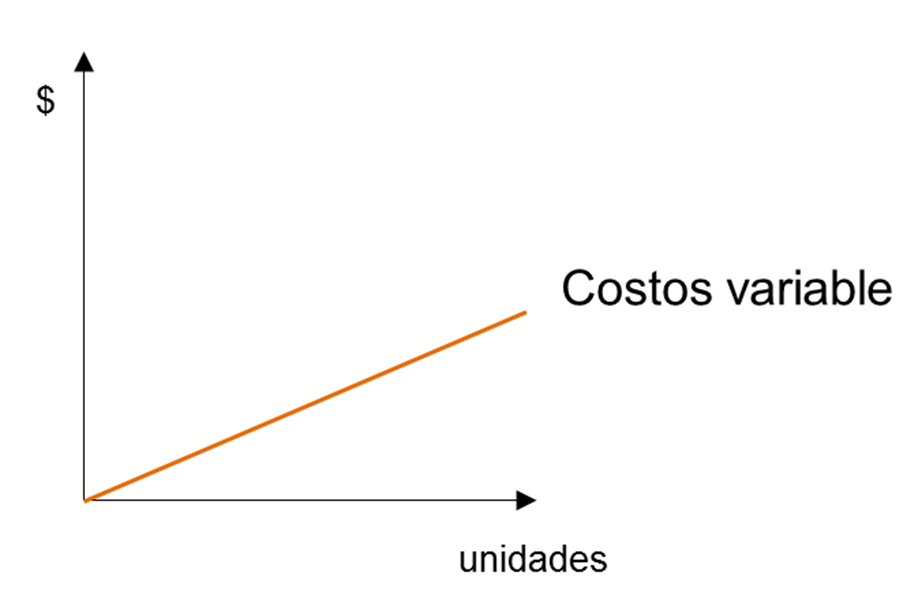 $
Costos variable
unidades